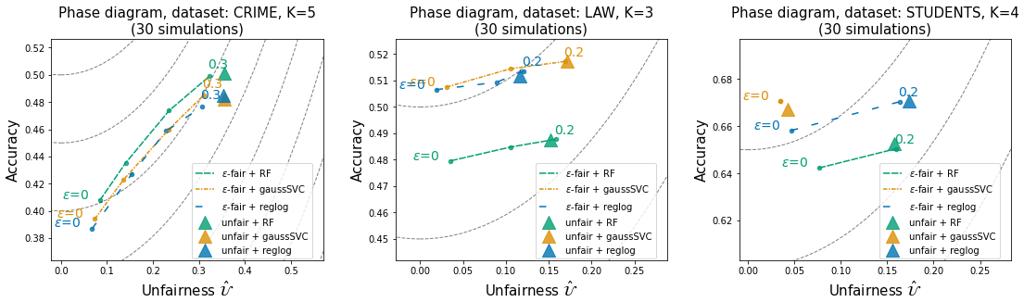 Phase diagram, dataset: CRIME, K=5
(30 simulations)
Accuracy
0.52
0.50
0.48
0.46
0.44
0.42
0.40
0.38
0.3
0.3
0.3
ε=0
ε=0
ε=0
ε-fair + RF
ε-fair + gaussSVC
ε-fair + reglog
unfair + RF
unfair + gaussSVC
unfair + reglog
0.0 0.1 0.2 0.3 0.4 0.5
Unfairness Û
Phase diagram, dataset: LAW, K=3
(30 simulations)
Accuracy
0.52
0.51
0.50
0.49
0.48
0.47
0.46
0.45
0.2
0.2
ε=0
ε=0
0.2
ε=0
ε-fair + RF
ε-fair + gaussSVC
ε-fair + reglog
unfair + RF
unfair + gaussSVC
unfair + reglog
0.00 0.05 0.10 0.15 0.20 0.25
Unfairness Û
Phase diagram, dataset: STUDENTS, K=4
(30 simulations)
Accuracy
0.68
0.66
0.64
0.62
ε=0
0.2
ε=0
0.2
ε=0
ε-fair + RF
ε-fair + gaussSVC
ε-fair + reglog
unfair + RF
unfair + gaussSVC
unfair + reglog
0.00 0.05 0.10 0.15 0.20 0.25
Unfairness Û